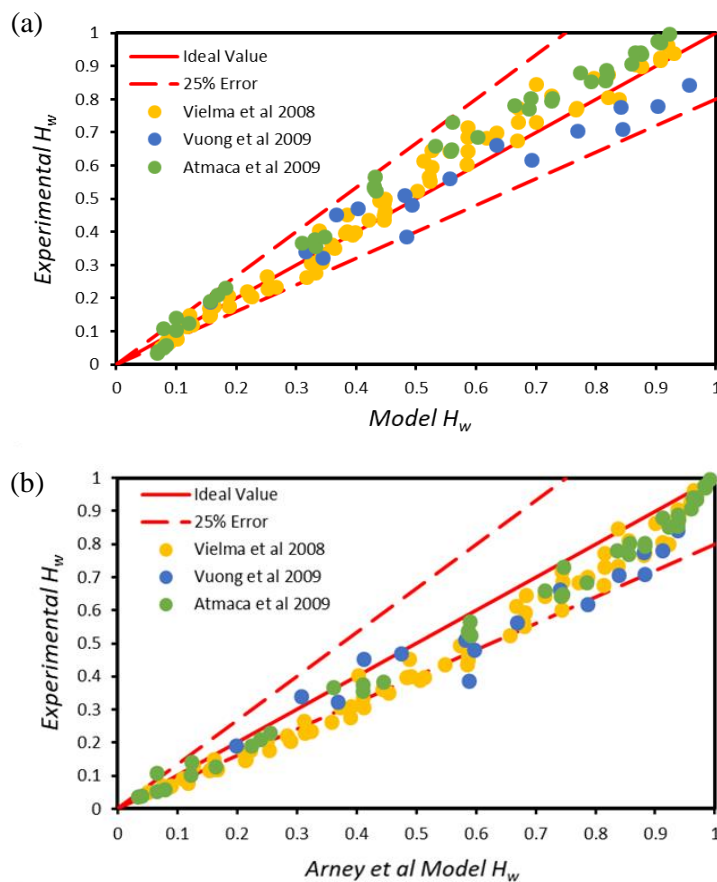 (a)
1
0.9
0.8
0.7
0.6
0.5
0.4
0.3
0.2
0.1
0
Experimental H_w
Ideal Value
25% Error
Vielma et al 2008
Vuong et al 2009
Atmaca et al 2009
0 0.1 0.2 0.3 0.4 0.5 0.6 0.7 0.8 0.9 1
Model H_w
(b)
1
0.9
0.8
0.7
0.6
0.5
0.4
0.3
0.2
0.1
0
Experimental H_w
Ideal Value
25% Error
Vielma et al 2008
Vuong et al 2009
Atmaca et al 2009
0 0.1 0.2 0.3 0.4 0.5 0.6 0.7 0.8 0.9 1
Arney et al Model H_w